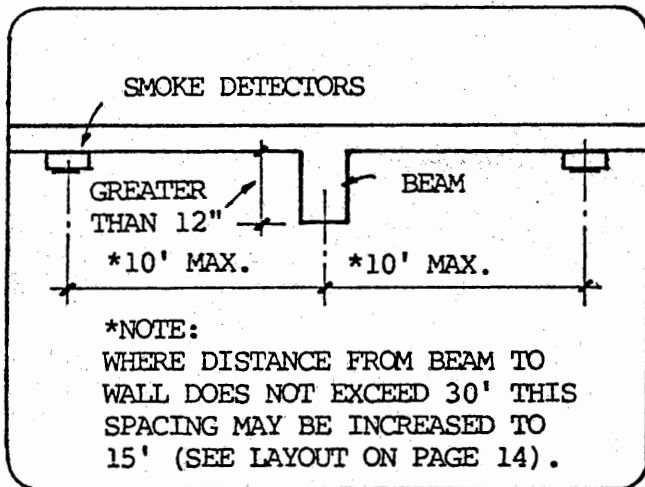 SMOKE DETECTORS
GREATER
THAN 12"
BEAM
*10' MAX.
*10' MAX.
*NOTE:
WHERE DISTANCE FROM BEAM TO
WALL DOES NOT EXCEED 30' THIS
SPACING MAY BE INCREASED TO
15' (SEE LAYOUT ON PAGE 14).